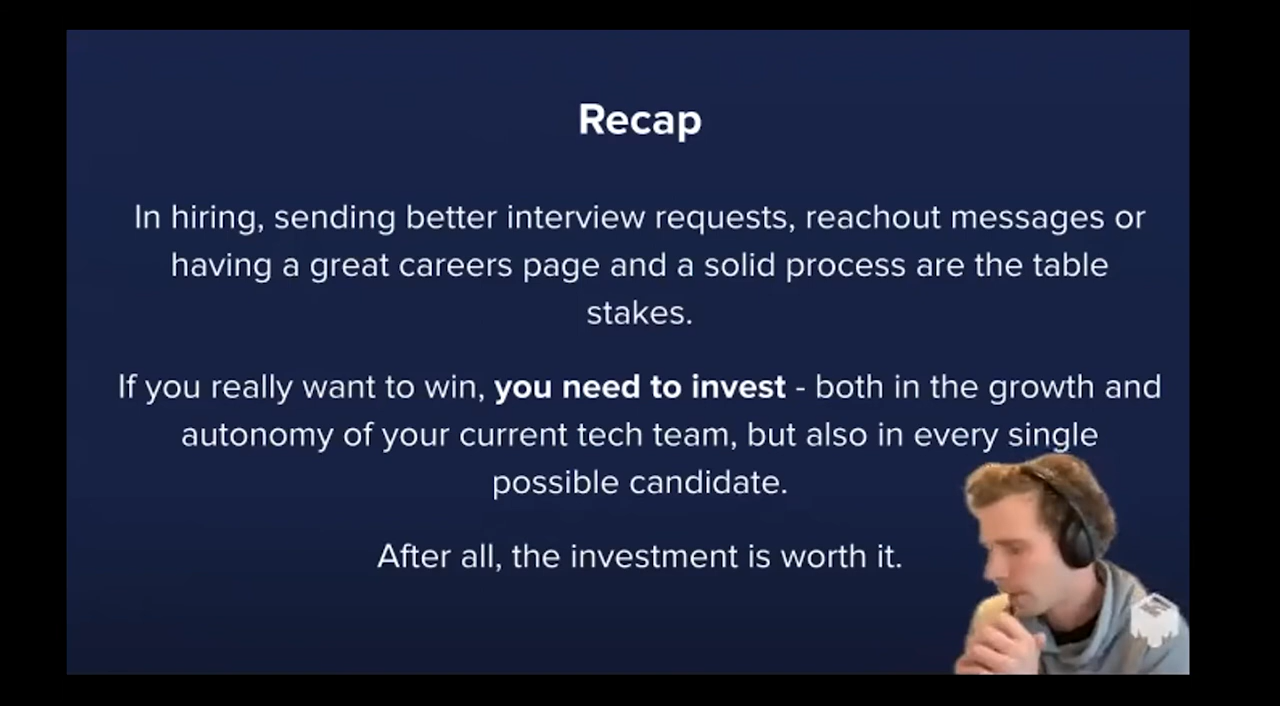 Recap
In hiring, sending better interview requests, reachout messages or
having a great careers page and a solid process are the table
stakes.
If you really want to win, you need to invest - both in the growth and
autonomy of your current tech team, but also in every single
possible candidate.
After all, the investment is worth it.